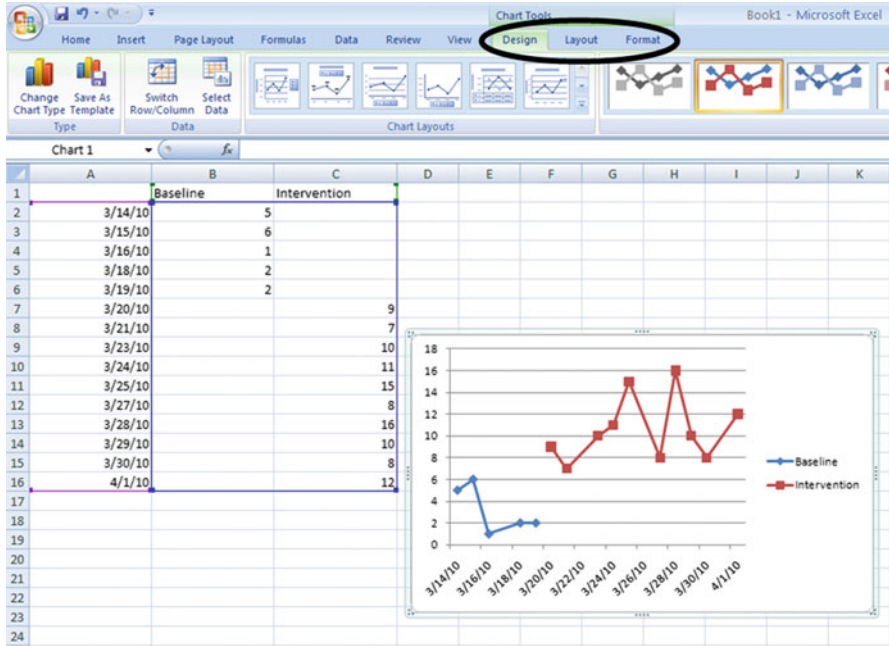 Chart Tools Book1 - Microsoft Excel
Home Insert Page Layout Formulas Data Review View Design Layout Format
Change Chart Type
Save As Template
Switch Row/Column
Select Data
Type Data Chart Layouts
Chart 1 fx
A B C D E F G H I J K
1 Baseline Intervention
2 3/14/10 5
3 3/15/10 6
4 3/16/10 1
5 3/18/10 2
6 3/19/10 2
7 3/20/10 9
8 3/21/10 7
9 3/23/10 10
10 3/24/10 11
11 3/25/10 15
12 3/27/10 8
13 3/28/10 16
14 3/29/10 10
15 3/30/10 8
16 4/1/10 12
17
18
19
20
21
22
23
24
18
16
14
12
10
8
6
4
2
0
3/14/10 3/16/10 3/18/10 3/20/10 3/22/10 3/24/10 3/26/10 3/28/10 3/30/10 4/1/10
Baseline
Intervention